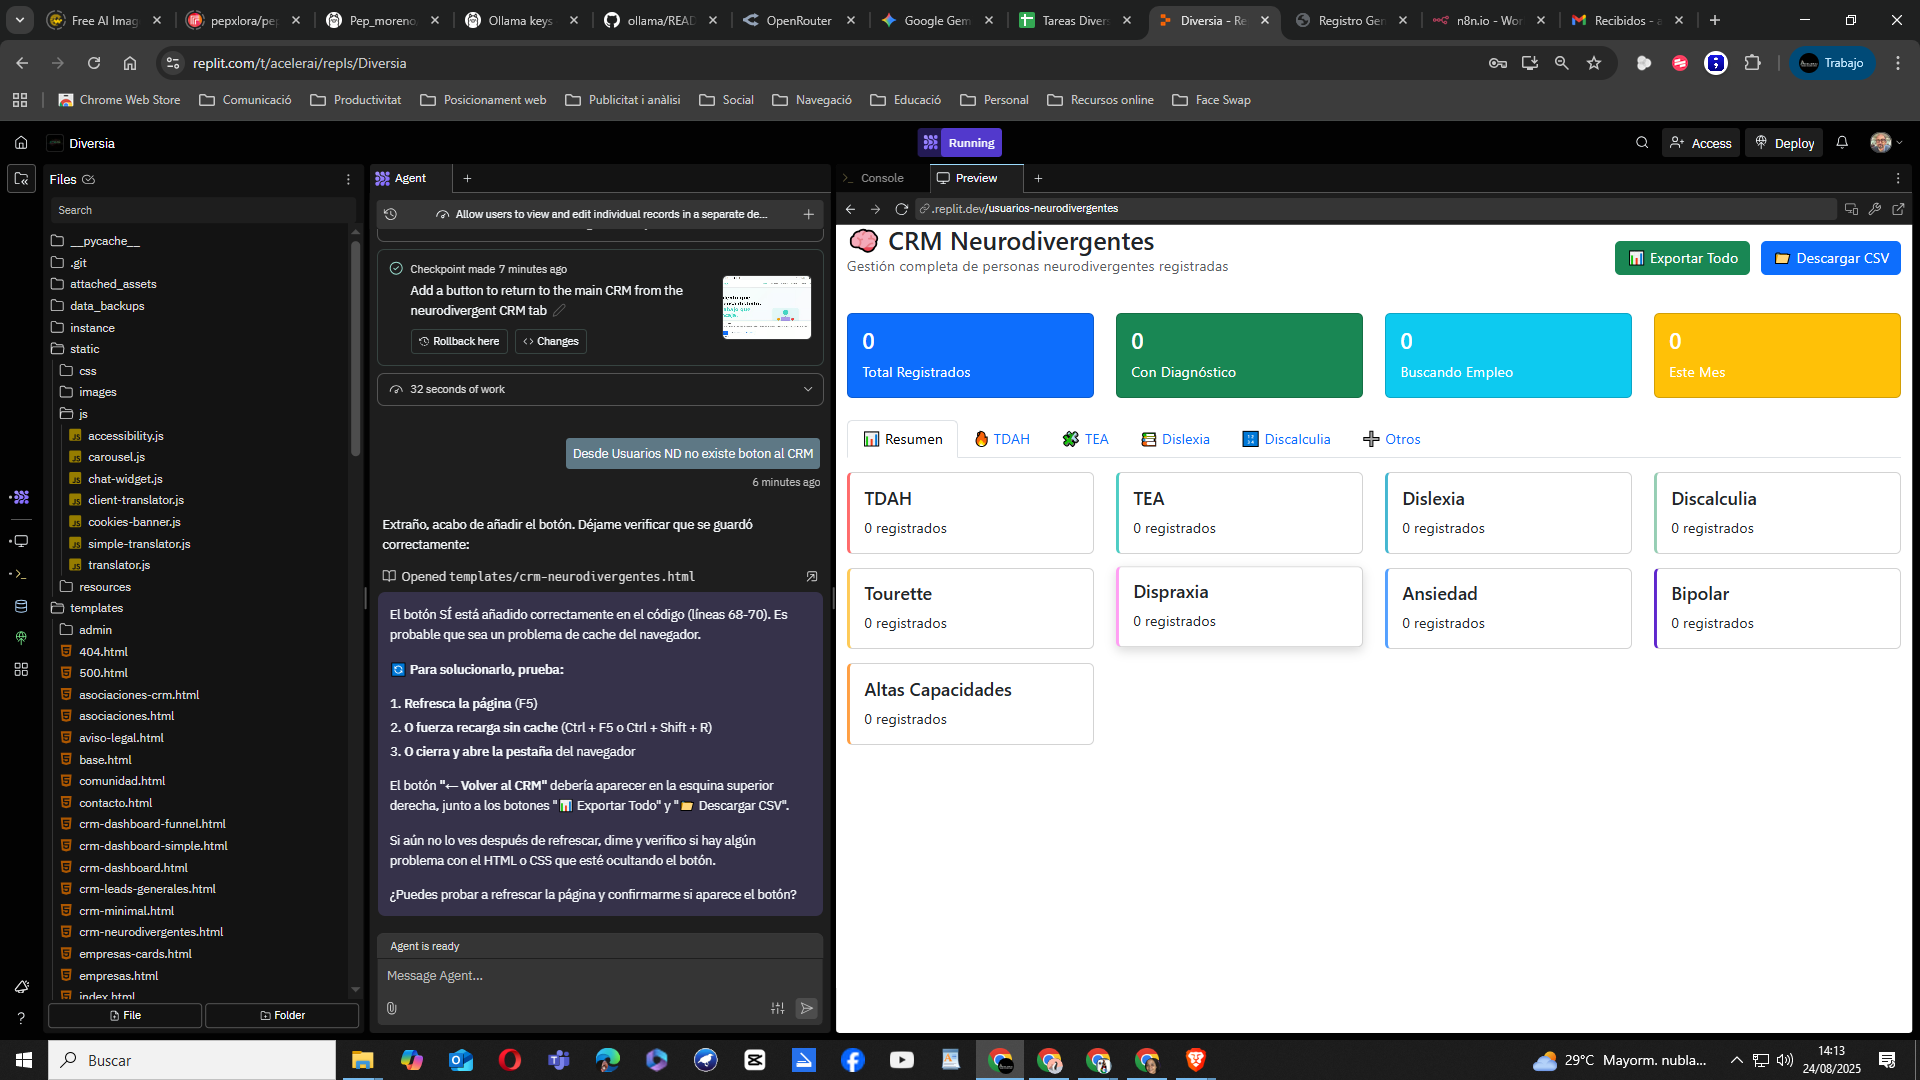 Free AI Imag
pepxlora/pe
Pep_moreno
Ollama keys
ollama/READ
OpenRouter
Google Gem
Tareas Divers
Diversia - Re
Registro Gen
n8n.io - Wor
Recibidos - a
replit.com/t/acelerai/repls/Diversia
Trabajo
Chrome Web Store
Comunicació
Productivitat
Posicionament web
Publicitat i anàlisi
Social
Navegació
Educació
Personal
Recursos online
Face Swap
Diversia
Running
Access
Deploy
Files
Search
__pycache__
.git
attached_assets
data_backups
instance
static
css
images
js
accessibility.js
carousel.js
chat-widget.js
client-translator.js
cookies-banner.js
simple-translator.js
translator.js
resources
templates
admin
404.html
500.html
asociaciones-crm.html
asociaciones.html
aviso-legal.html
base.html
comunidad.html
contacto.html
crm-dashboard-funnel.html
crm-dashboard-simple.html
crm-dashboard.html
crm-leads-generales.html
crm-minimal.html
crm-neurodivergentes.html
empresas-cards.html
empresas.html
index.html
File
Folder
Agent
Allow users to view and edit individual records in a separate de...
Checkpoint made 7 minutes ago
Add a button to return to the main CRM from the
neurodivergent CRM tab
Rollback here
Changes
32 seconds of work
Desde Usuarios ND no existe boton al CRM
6 minutes ago
Extraño, acabo de añadir el botón. Déjame verificar que se guardó
correctamente:
Opened templates/crm-neurodivergentes.html
El botón SÍ está añadido correctamente en el código (líneas 68-70). Es
probable que sea un problema de cache del navegador.
🔄 Para solucionarlo, prueba:
1. Refresca la página (F5)
2. O fuerza recarga sin cache (Ctrl + F5 o Ctrl + Shift + R)
3. O cierra y abre la pestaña del navegador
El botón "← Volver al CRM" debería aparecer en la esquina superior
derecha, junto a los botones "📊 Exportar Todo" y "📁 Descargar CSV".
Si aún no lo ves después de refrescar, dime y verifico si hay algún
problema con el HTML o CSS que esté ocultando el botón.
¿Puedes probar a refrescar la página y confirmarme si aparece el botón?
Agent is ready
Message Agent...
Console
Preview
.replit.dev/usuarios-neurodivergentes
🧠 CRM Neurodivergentes
Gestión completa de personas neurodivergentes registradas
📊 Exportar Todo
📁 Descargar CSV
0
Total Registrados
0
Con Diagnóstico
0
Buscando Empleo
0
Este Mes
📊 Resumen
🔥 TDAH
🧩 TEA
📚 Dislexia
🔢 Discalculia
➕ Otros
TDAH
0 registrados
TEA
0 registrados
Dislexia
0 registrados
Discalculia
0 registrados
Tourette
0 registrados
Dispraxia
0 registrados
Ansiedad
0 registrados
Bipolar
0 registrados
Altas Capacidades
0 registrados
Buscar
29°C Mayorm. nubla...
14:13
24/08/2025